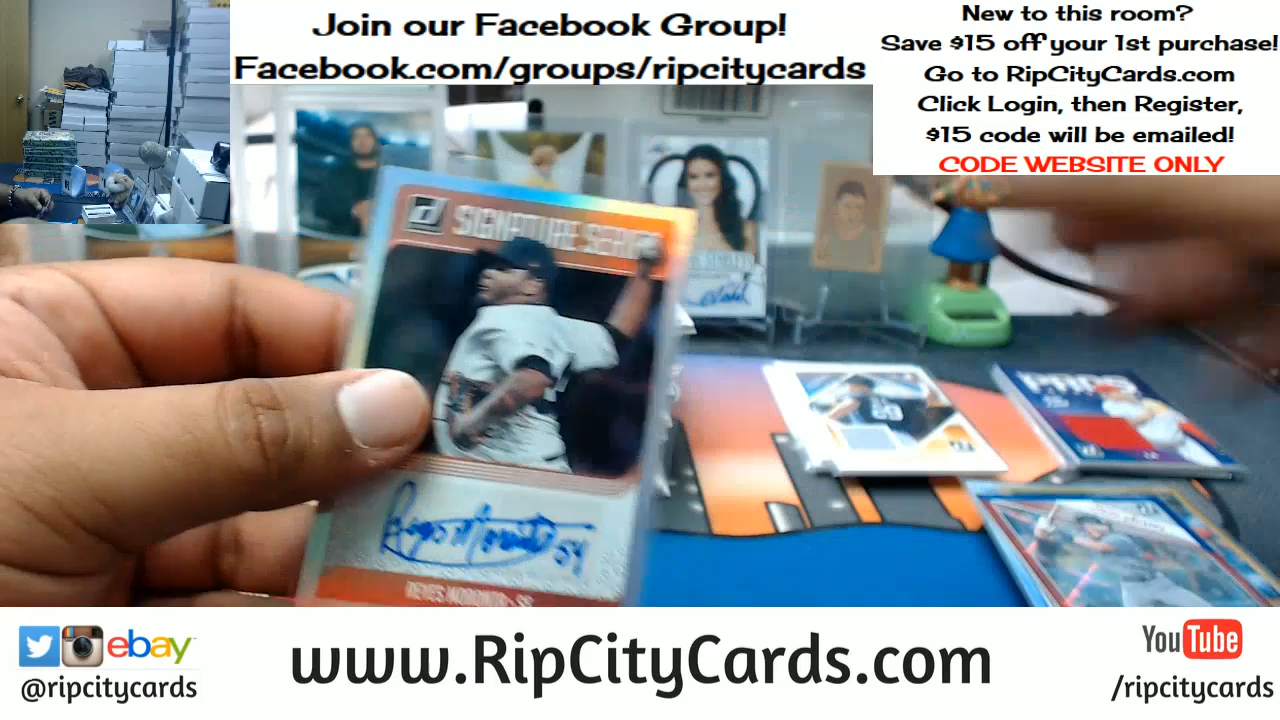 Join our Facebook Group!
Facebook.com/groups/ripcitycards
New to this room?
Save $15 off your 1st purchase!
Go to RipCityCards.com
Click Login, then Register,
$15 code will be emailed!
CODE WEBSITE ONLY
SIGNATURE SERIES
PROS
REYES MORONTA - SF
ebay
@ripcitycards
www.RipCityCards.com
YouTube
/ripcitycards